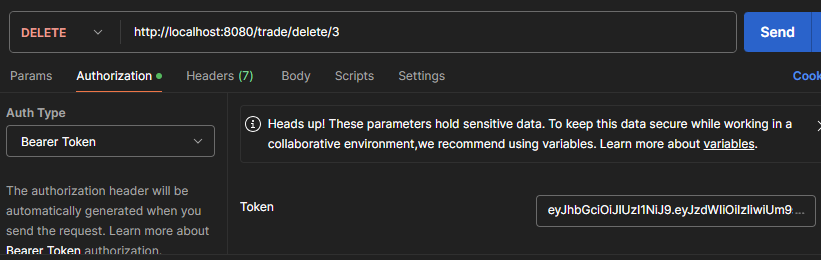 DELETE http://localhost:8080/trade/delete/3 Send
Params Authorization Headers (7) Body Scripts Settings Cook
Auth Type
Bearer Token
The authorization header will be
automatically generated when you
send the request. Learn more about
Bearer Token authorization.
Heads up! These parameters hold sensitive data. To keep this data secure while working in a
collaborative environment,we recommend using variables. Learn more about variables.
Token eyJhbGciOiJIUzI1NiJ9.eyJzdWIiOiIzIiwiUm9...